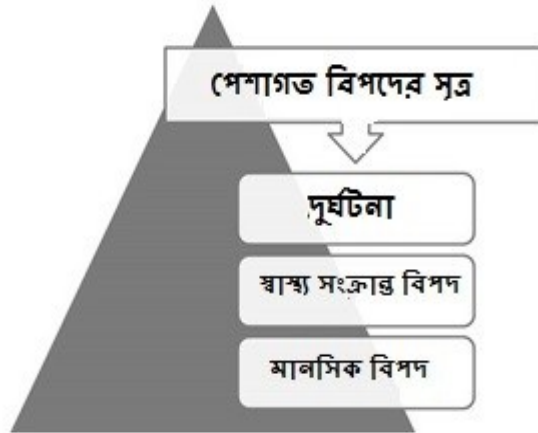 পেশাগত বিপদের সূত্র
দুর্ঘটনা
স্বাস্থ্য সংক্রান্ত বিপদ
মানসিক বিপদ